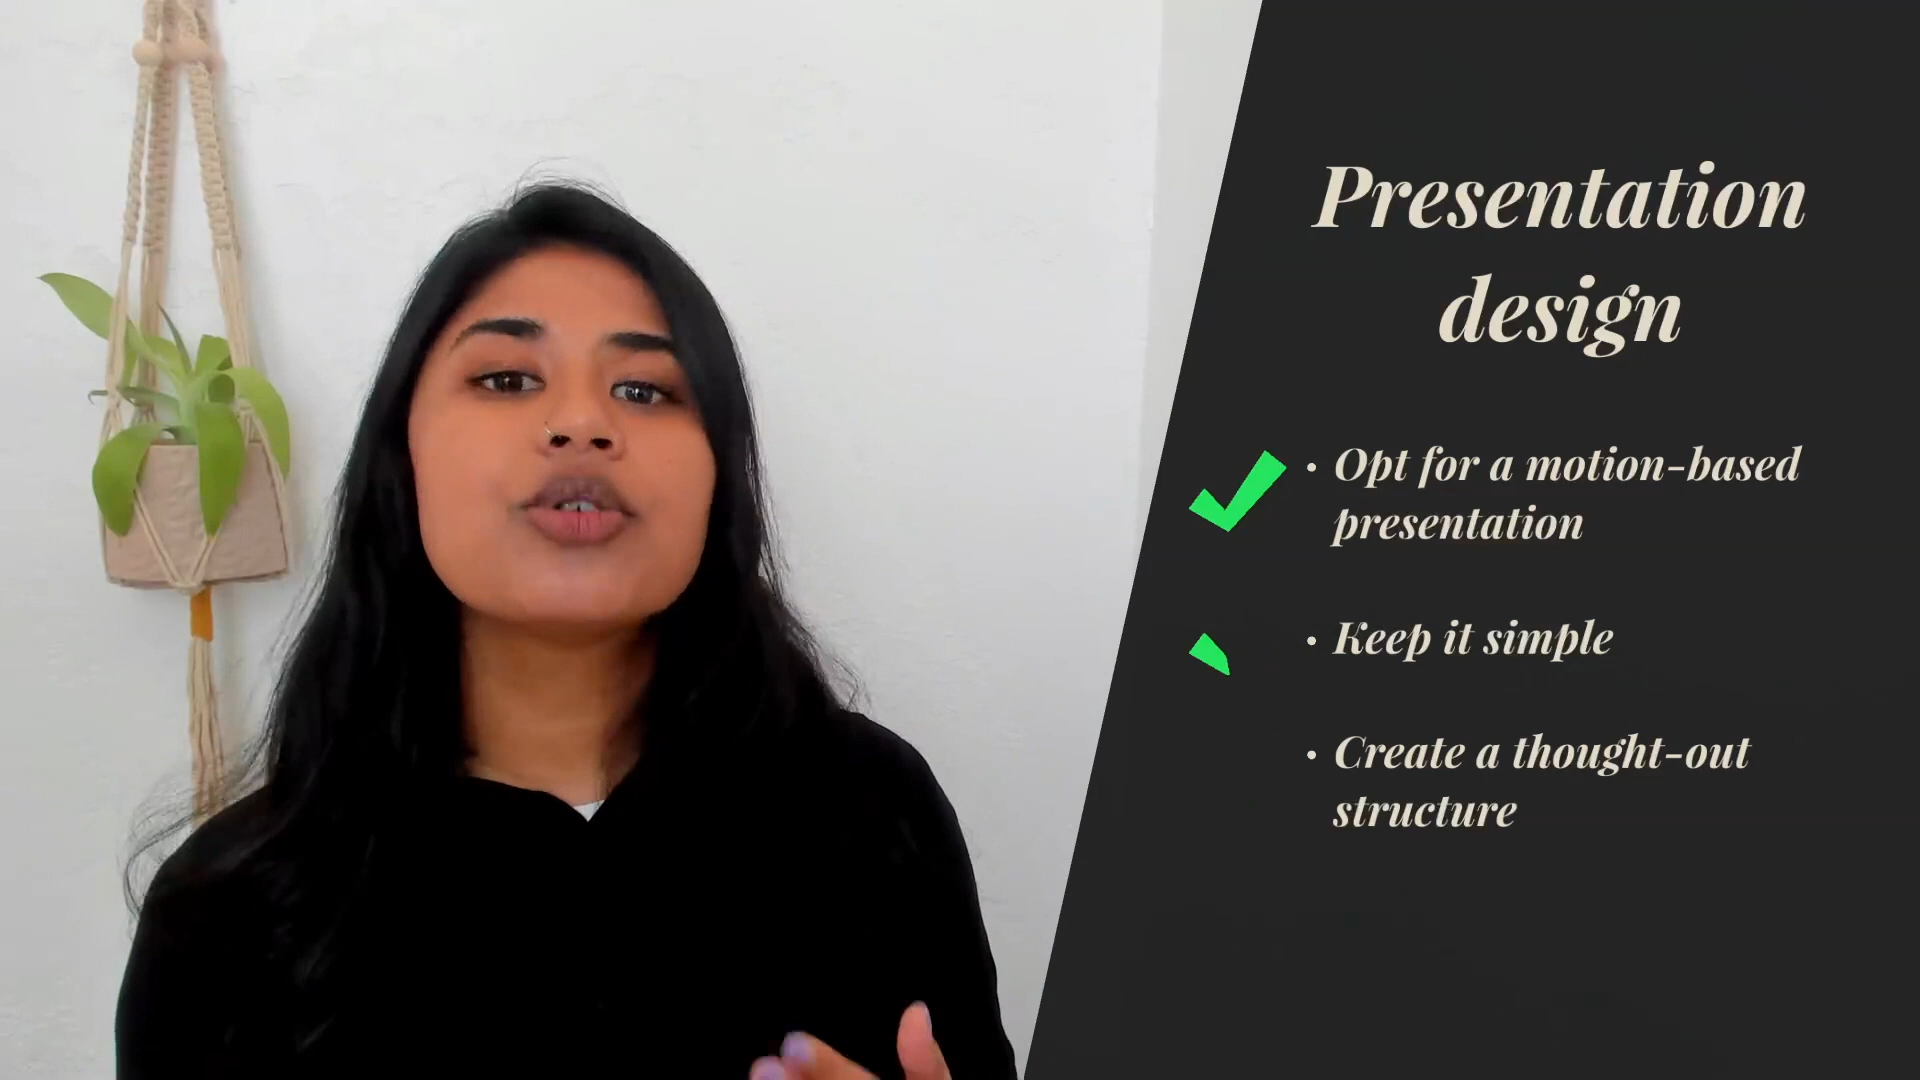 Presentation
design
• Opt for a motion-based
presentation
• Keep it simple
• Create a thought-out
structure